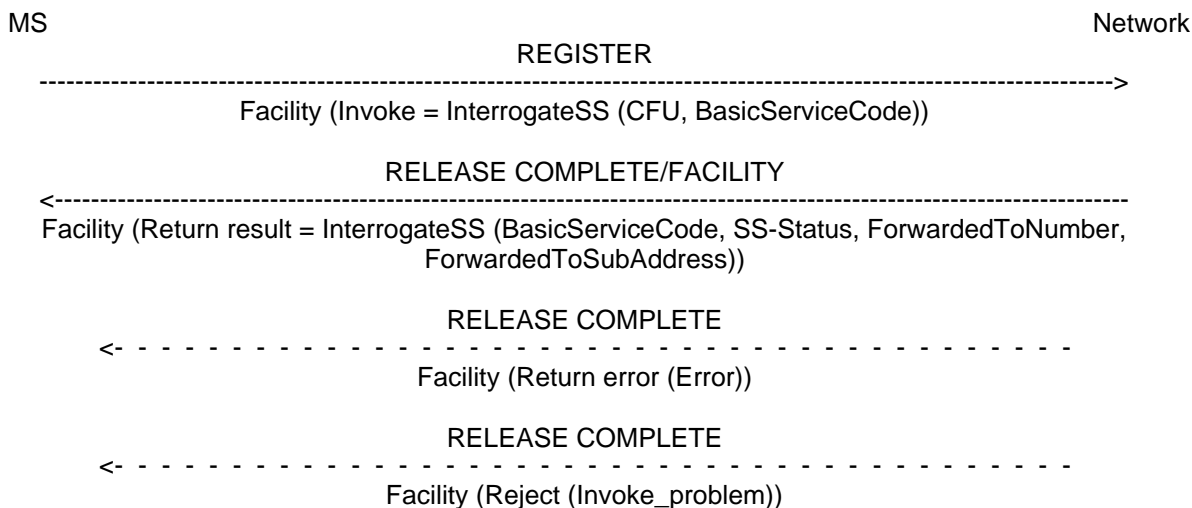 MS Network
REGISTER
------------------------------------------------------------------------------------------------------------------------>
Facility (Invoke = InterrogateSS (CFU, BasicServiceCode))
RELEASE COMPLETE/FACILITY
<------------------------------------------------------------------------------------------------------------------------
Facility (Return result = InterrogateSS (BasicServiceCode, SS-Status, ForwardedToNumber,
ForwardedToSubAddress))
RELEASE COMPLETE
<- - - - - - - - - - - - - - - - - - - - - - - - - - - - - - - - - - - - - - - - -
Facility (Return error (Error))
RELEASE COMPLETE
<- - - - - - - - - - - - - - - - - - - - - - - - - - - - - - - - - - - - - - - - -
Facility (Reject (Invoke_problem))